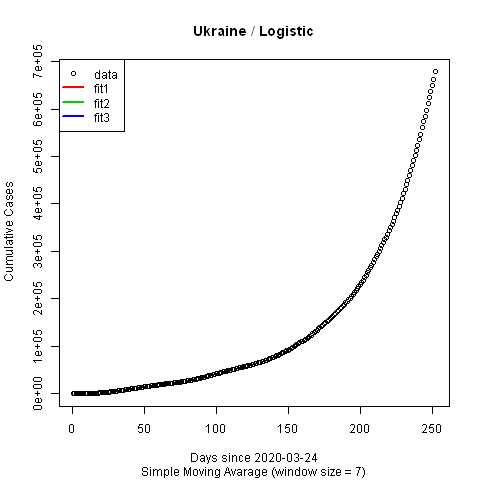 Ukraine / Logistic
data
fit1
fit2
fit3
Cumulative Cases
7e+05
6e+05
5e+05
4e+05
3e+05
2e+05
1e+05
0e+00
0 50 100 150 200 250
Days since 2020-03-24
Simple Moving Avarage (window size = 7)